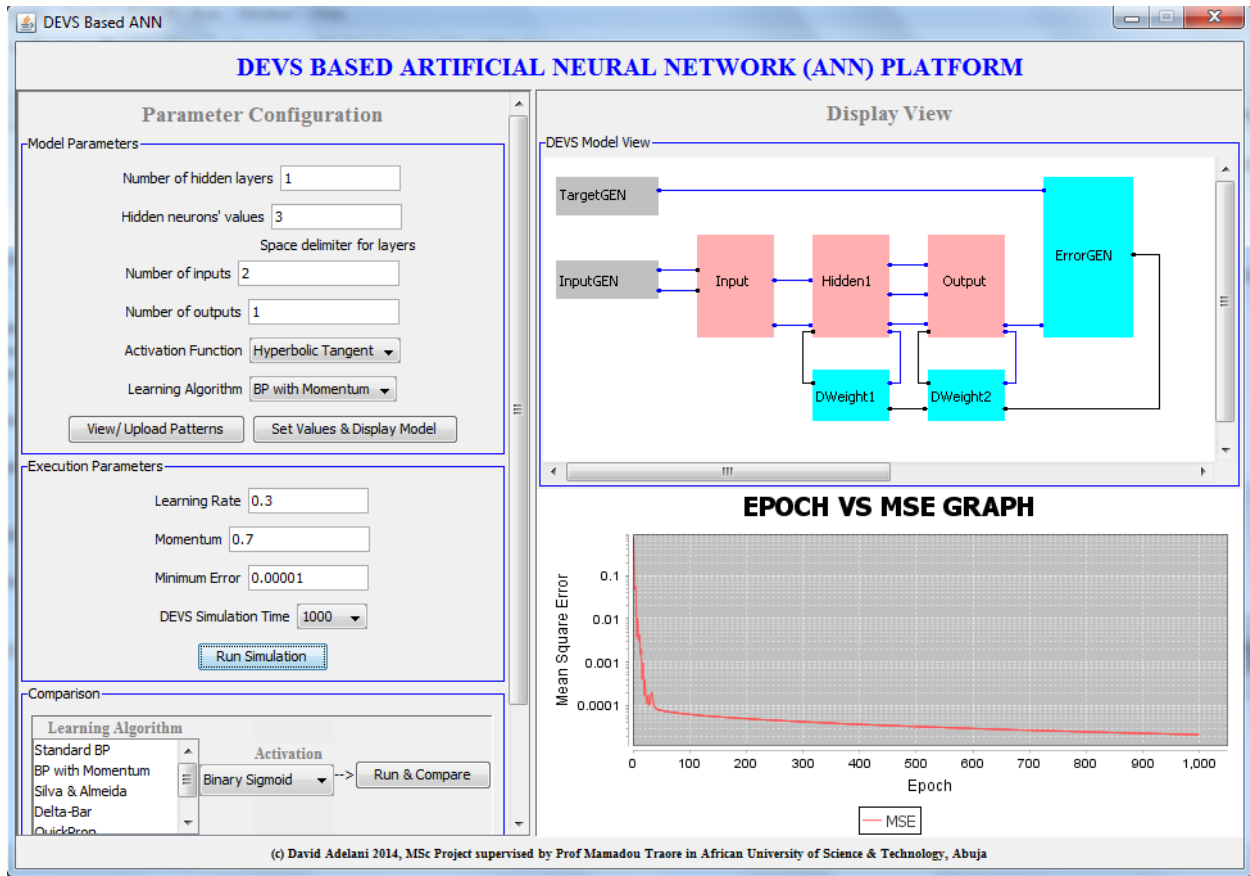 DEVS Based ANN
DEVS BASED ARTIFICIAL NEURAL NETWORK (ANN) PLATFORM
Parameter Configuration
Model Parameters
Number of hidden layers 1
Hidden neurons' values 3
Space delimiter for layers
Number of inputs 2
Number of outputs 1
Activation Function Hyperbolic Tangent
Learning Algorithm BP with Momentum
View/ Upload Patterns Set Values & Display Model
Execution Parameters
Learning Rate 0.3
Momentum 0.7
Minimum Error 0.00001
DEVS Simulation Time 1000
Run Simulation
Comparison
Learning Algorithm
Standard BP
BP with Momentum
Silva & Almeida
Delta-Bar
QuickProp
Activation
Binary Sigmoid --> Run & Compare
Display View
DEVS Model View
TargetGEN
InputGEN
Input
Hidden1
Output
ErrorGEN
DWeight1
DWeight2
EPOCH VS MSE GRAPH
Mean Square Error
0.1
0.01
0.001
0.0001
0 100 200 300 400 500 600 700 800 900 1,000
Epoch
MSE
(c) David Adelani 2014, MSc Project supervised by Prof Mamadou Traore in African University of Science & Technology, Abuja